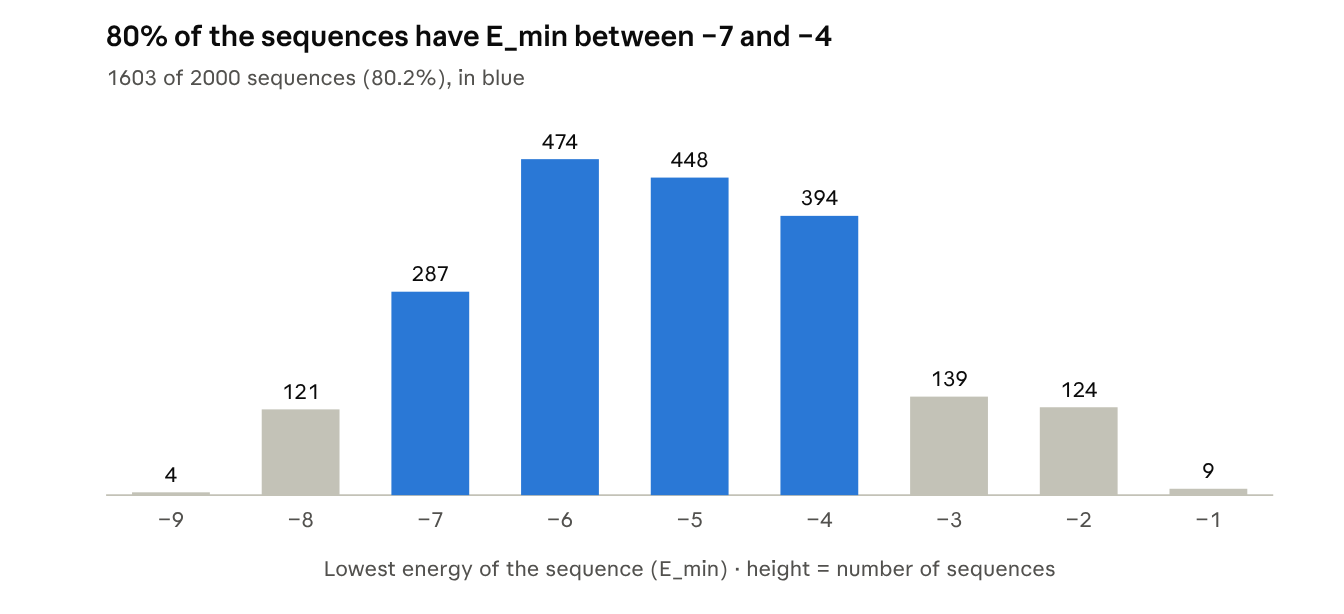 80% of the sequences have E_min between −7 and −4
1603 of 2000 sequences (80.2%), in blue
474
448
394
287
139
124
121
9
4
−9 −8 −7 −6 −5 −4 −3 −2 −1
Lowest energy of the sequence (E_min) · height = number of sequences